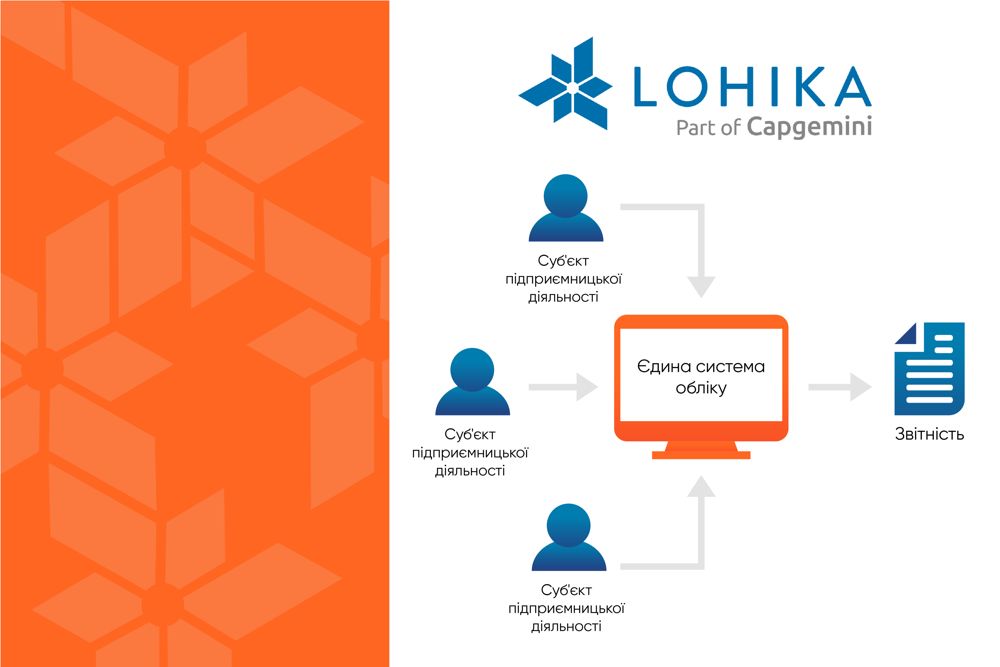 LOHIKA
Part of Capgemini
Суб'єкт
підприємницької
діяльності
Суб'єкт
підприємницької
діяльності
Єдина система
обліку
Звітність
Суб'єкт
підприємницької
діяльності